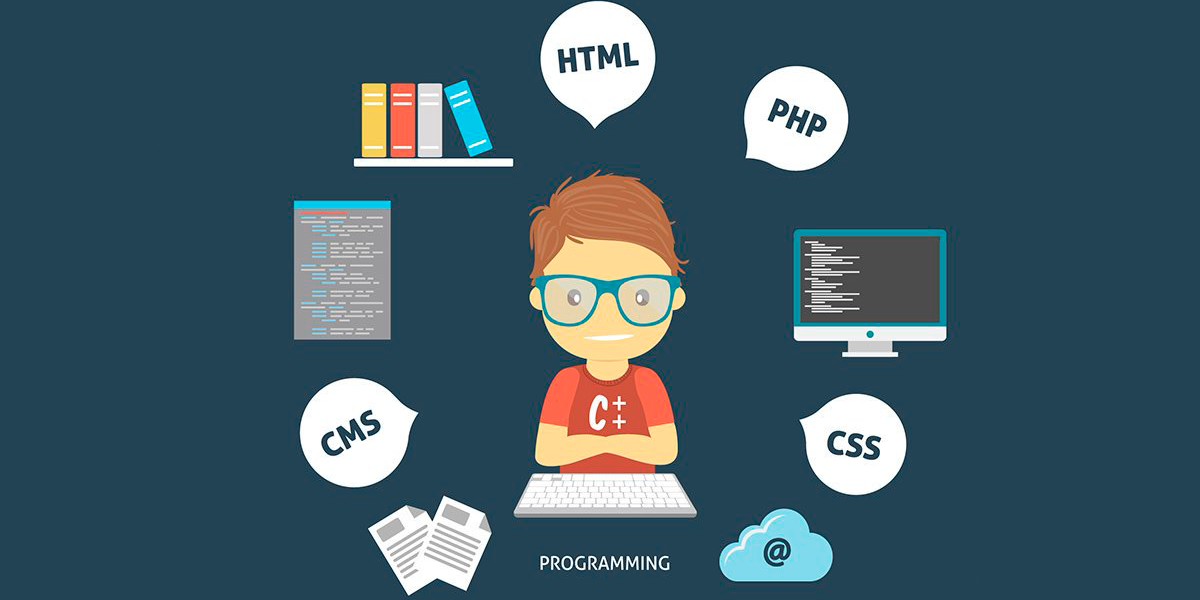 HTML
PHP
C++
CMS
CSS
@
PROGRAMMING